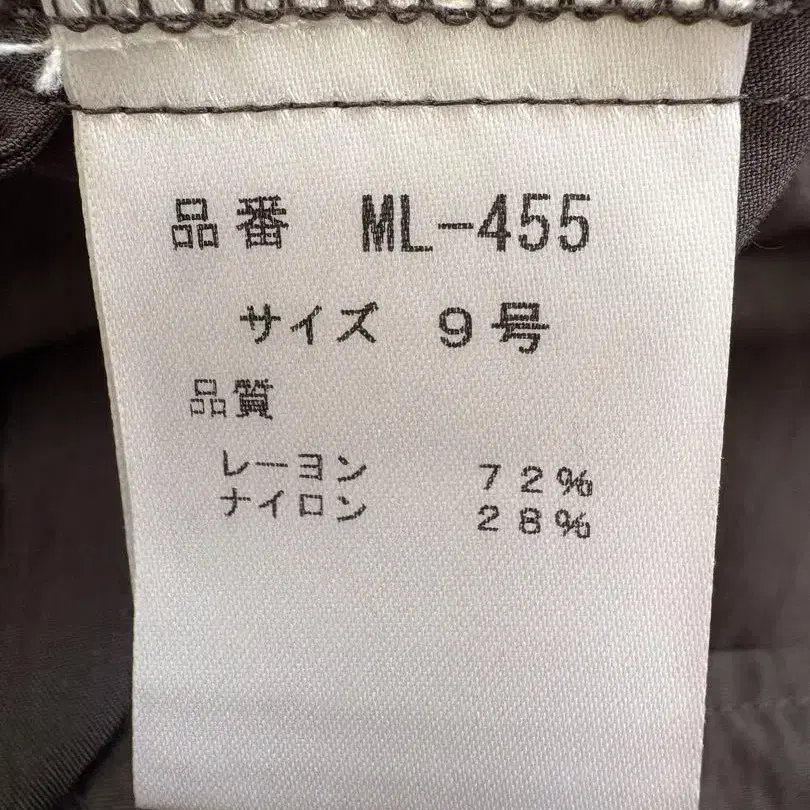 品番 ML-455
サイズ 9号
品質
レーヨン 72%
ナイロン 28%